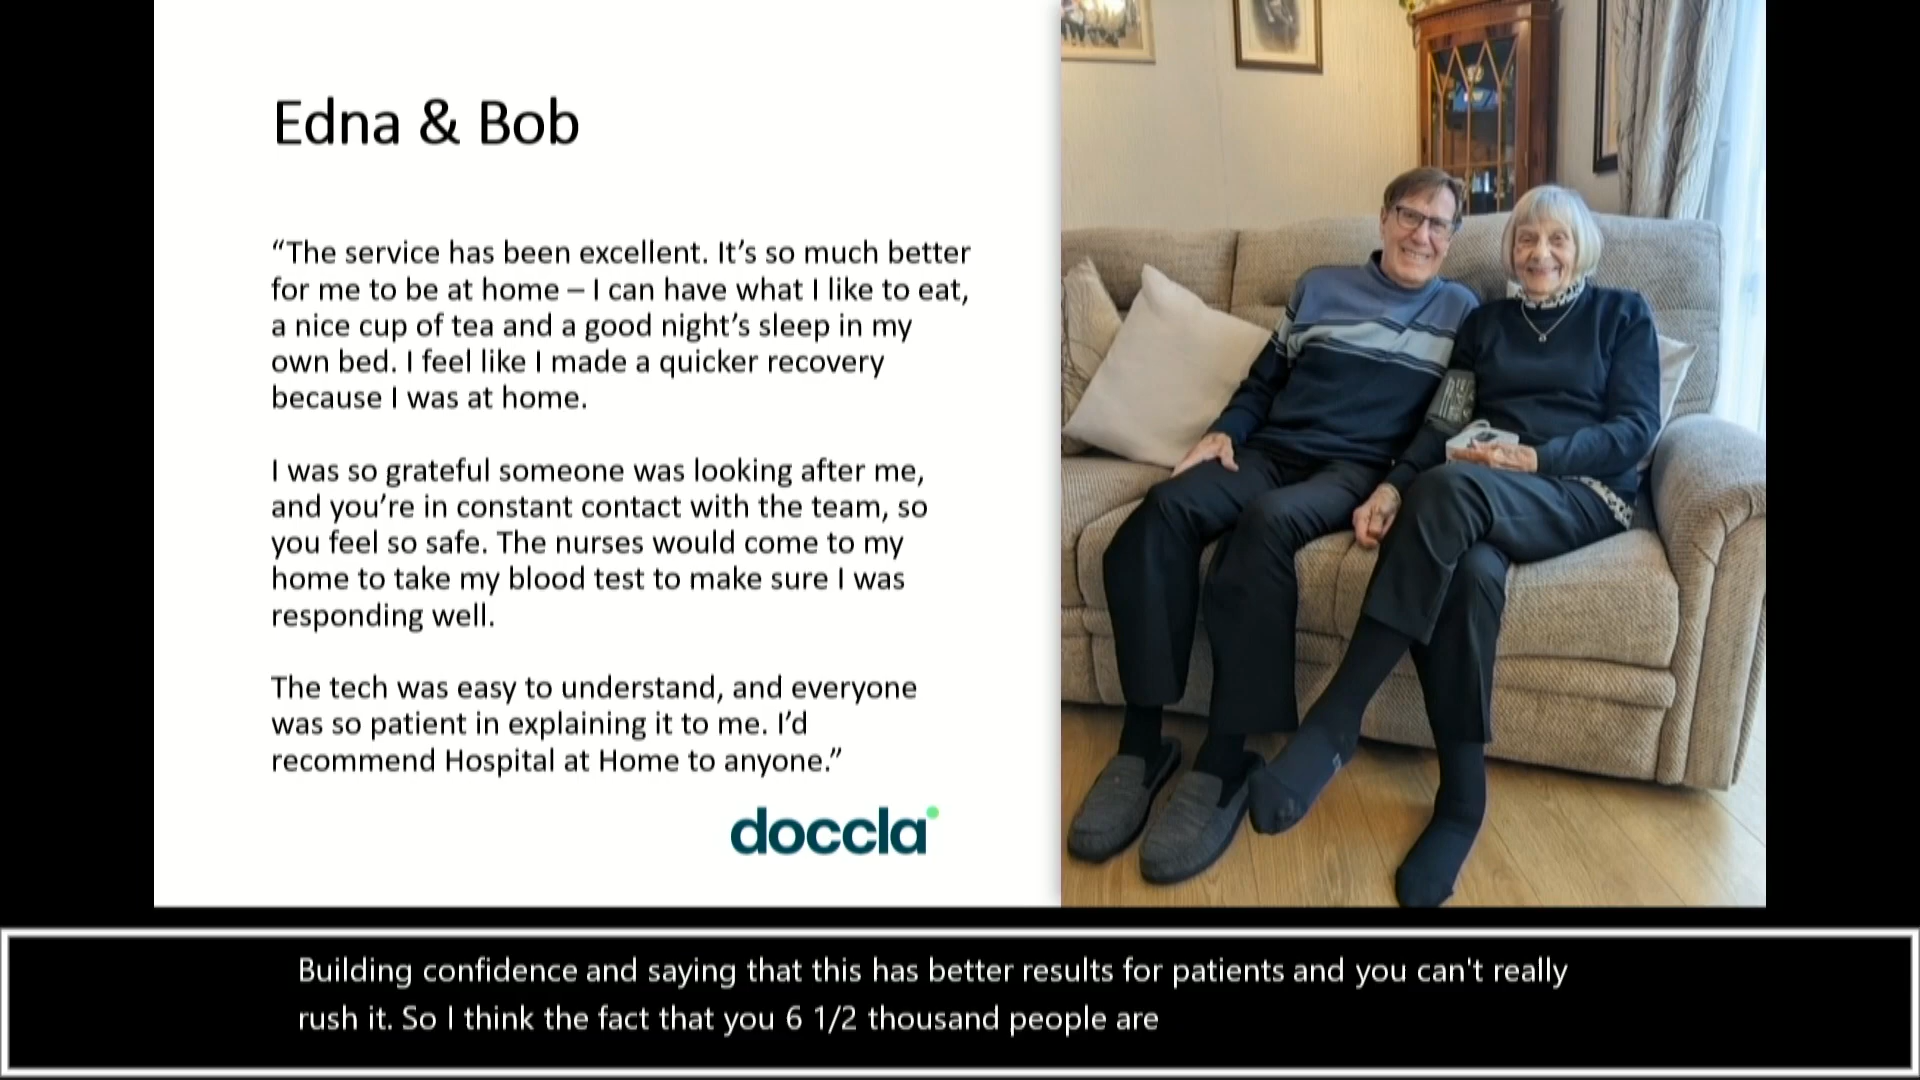 Edna & Bob
“The service has been excellent. It’s so much better
for me to be at home – I can have what I like to eat,
a nice cup of tea and a good night’s sleep in my
own bed. I feel like I made a quicker recovery
because I was at home.
I was so grateful someone was looking after me,
and you’re in constant contact with the team, so
you feel so safe. The nurses would come to my
home to take my blood test to make sure I was
responding well.
The tech was easy to understand, and everyone
was so patient in explaining it to me. I’d
recommend Hospital at Home to anyone.”
doccla
Building confidence and saying that this has better results for patients and you can't really
rush it. So I think the fact that you 6 1/2 thousand people are